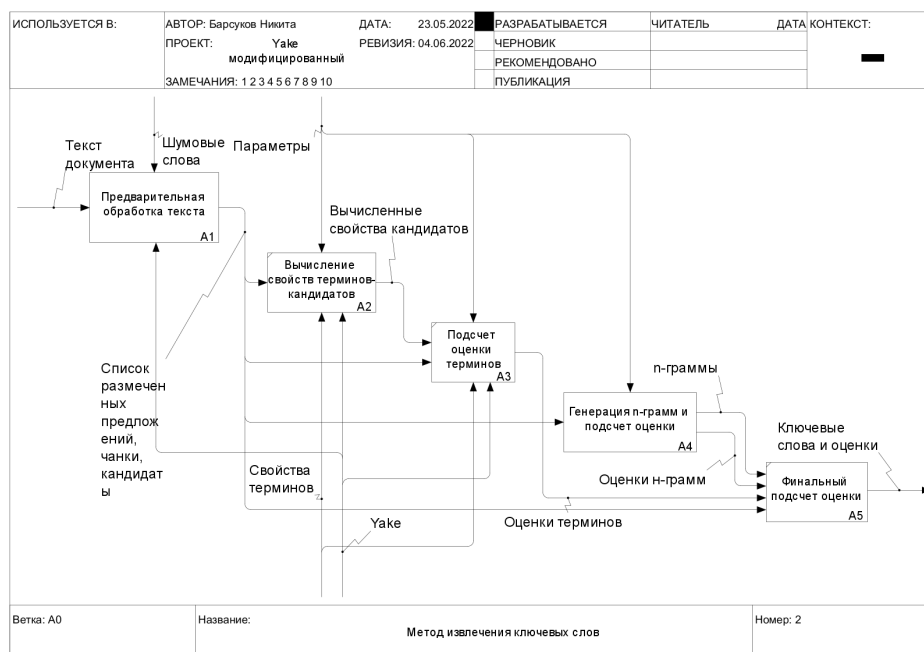 ИСПОЛЬЗУЕТСЯ В:
АВТОР: Барсуков Никита
ДАТА: 23.05.2022
РАЗРАБАТЫВАЕТСЯ
ЧИТАТЕЛЬ
ДАТА
КОНТЕКСТ:
ПРОЕКТ: Yake
модифицированный
РЕВИЗИЯ: 04.06.2022
ЧЕРНОВИК
РЕКОМЕНДОВАНО
ЗАМЕЧАНИЯ: 1 2 3 4 5 6 7 8 9 10
ПУБЛИКАЦИЯ
Текст
документа
Шумовые
слова
Параметры
Предварительная
обработка текста
A1
Вычисленные
свойства кандидатов
Вычисление
свойств терминов-
кандидатов
A2
Подсчет
оценки
терминов
A3
Список
размечен
ных
предлож
ений,
чанки,
кандидат
ы
n-граммы
Генерация n-грамм и
подсчет оценки
A4
Ключевые
слова и оценки
Свойства
терминов
Оценки н-грамм
Финальный
подсчет оценки
A5
Yake
Оценки терминов
Ветка: A0
Название:
Метод извлечения ключевых слов
Номер: 2